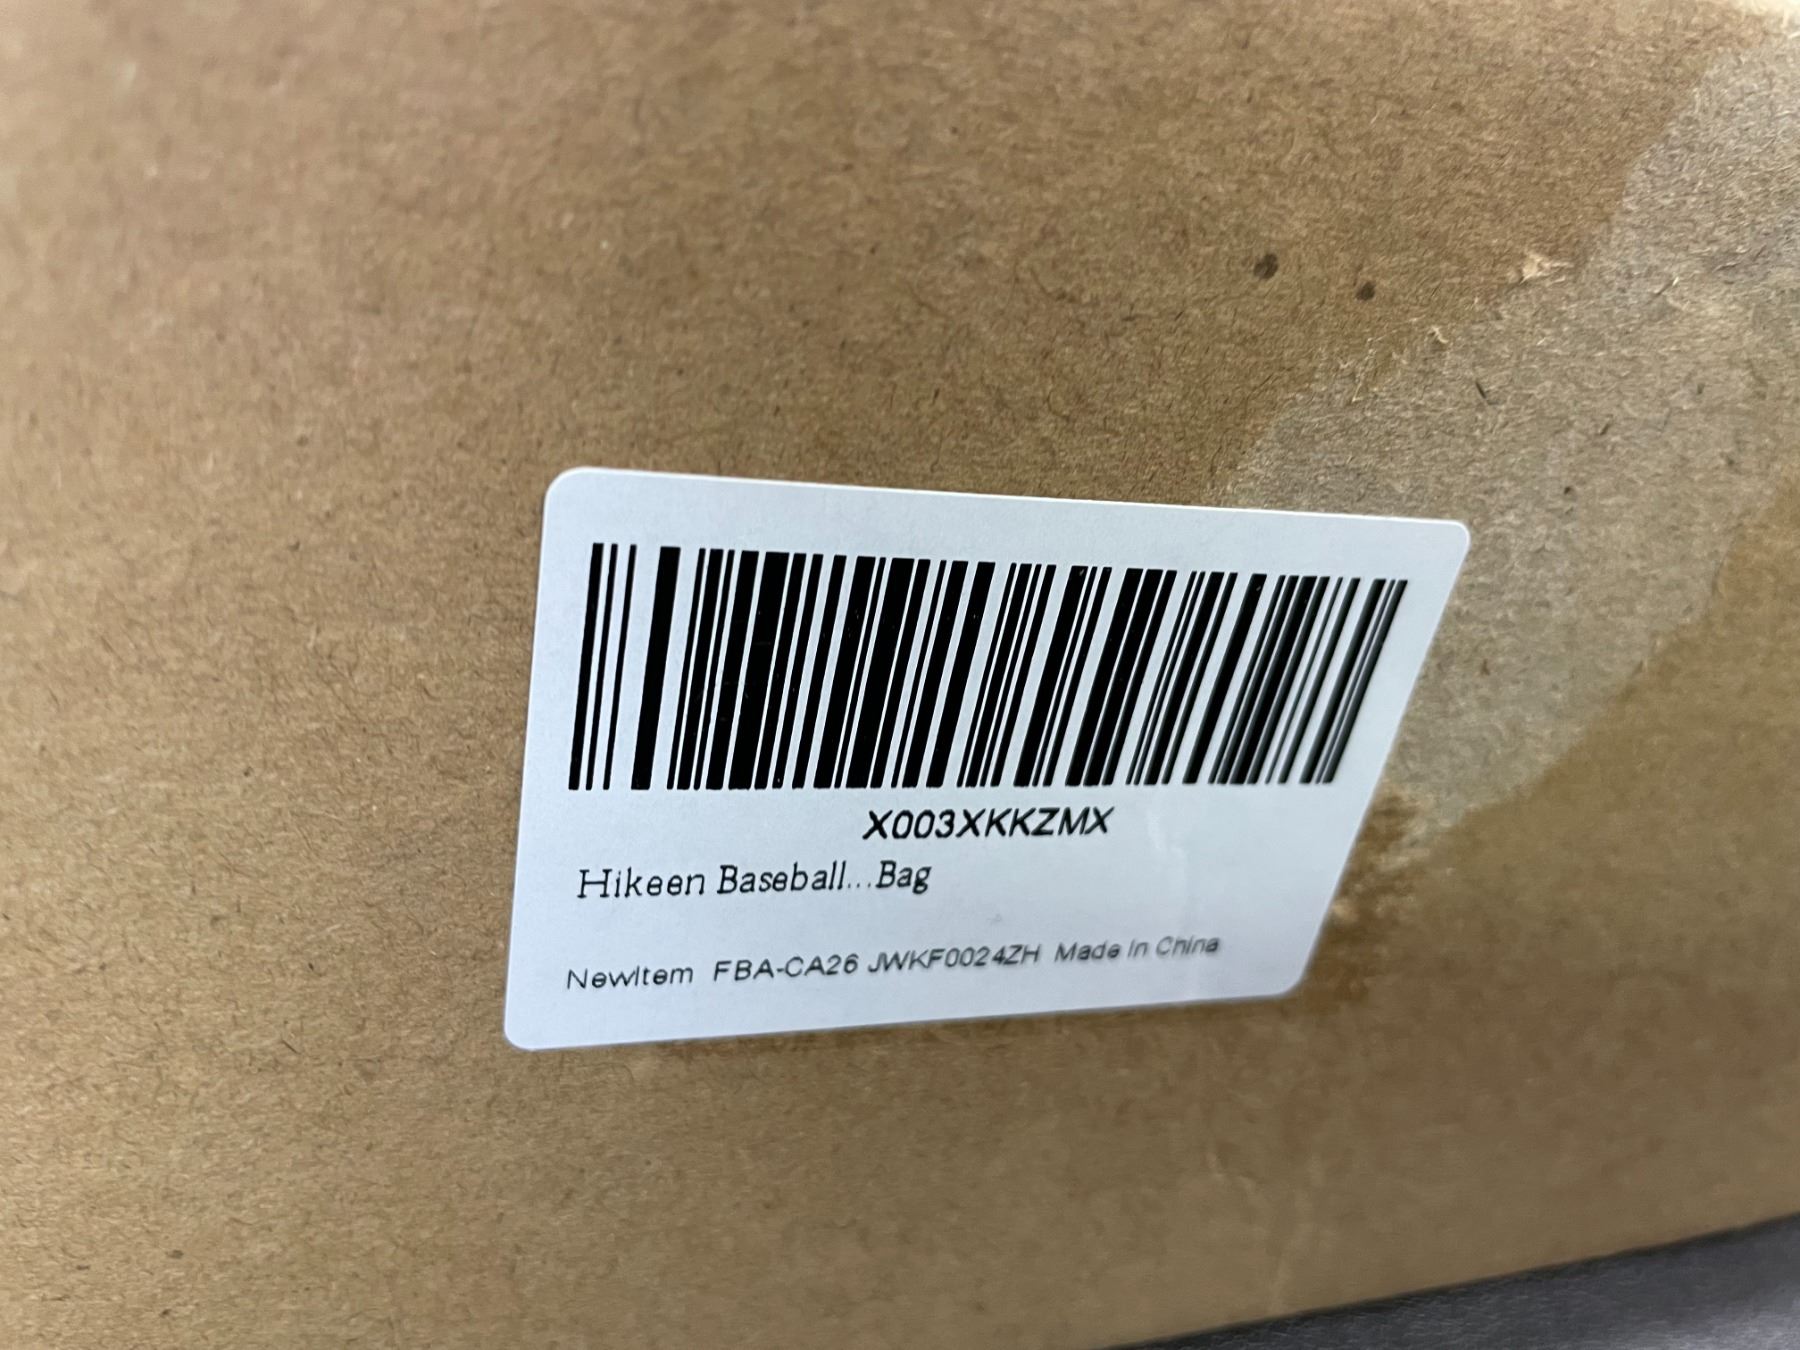 X003XKKZMX
Hikeen Baseball...Bag
NewItem FBA-CA26 JWKF0024ZH Made In China